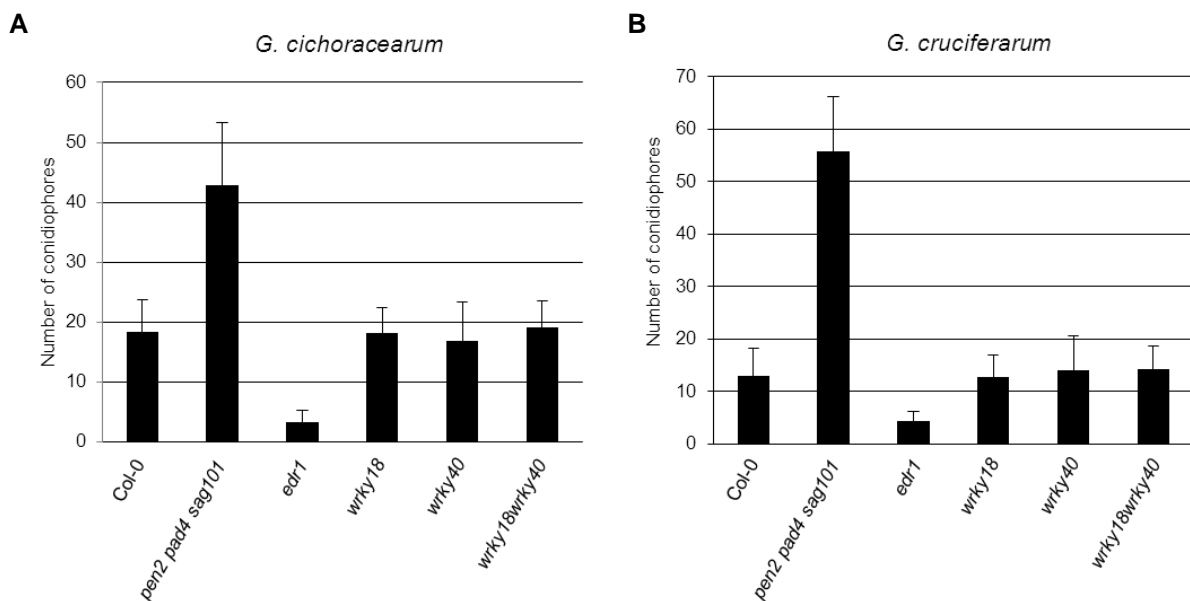 A
G. cichoracearum
Number of conidiophores
60
50
40
30
20
10
0
Col-0
pen2 pad4 sag101
edr1
wrky18
wrky40
wrky18wrky40
B
G. cruciferarum
Number of conidiophores
70
60
50
40
30
20
10
0
Col-0
pen2 pad4 sag101
edr1
wrky18
wrky40
wrky18wrky40